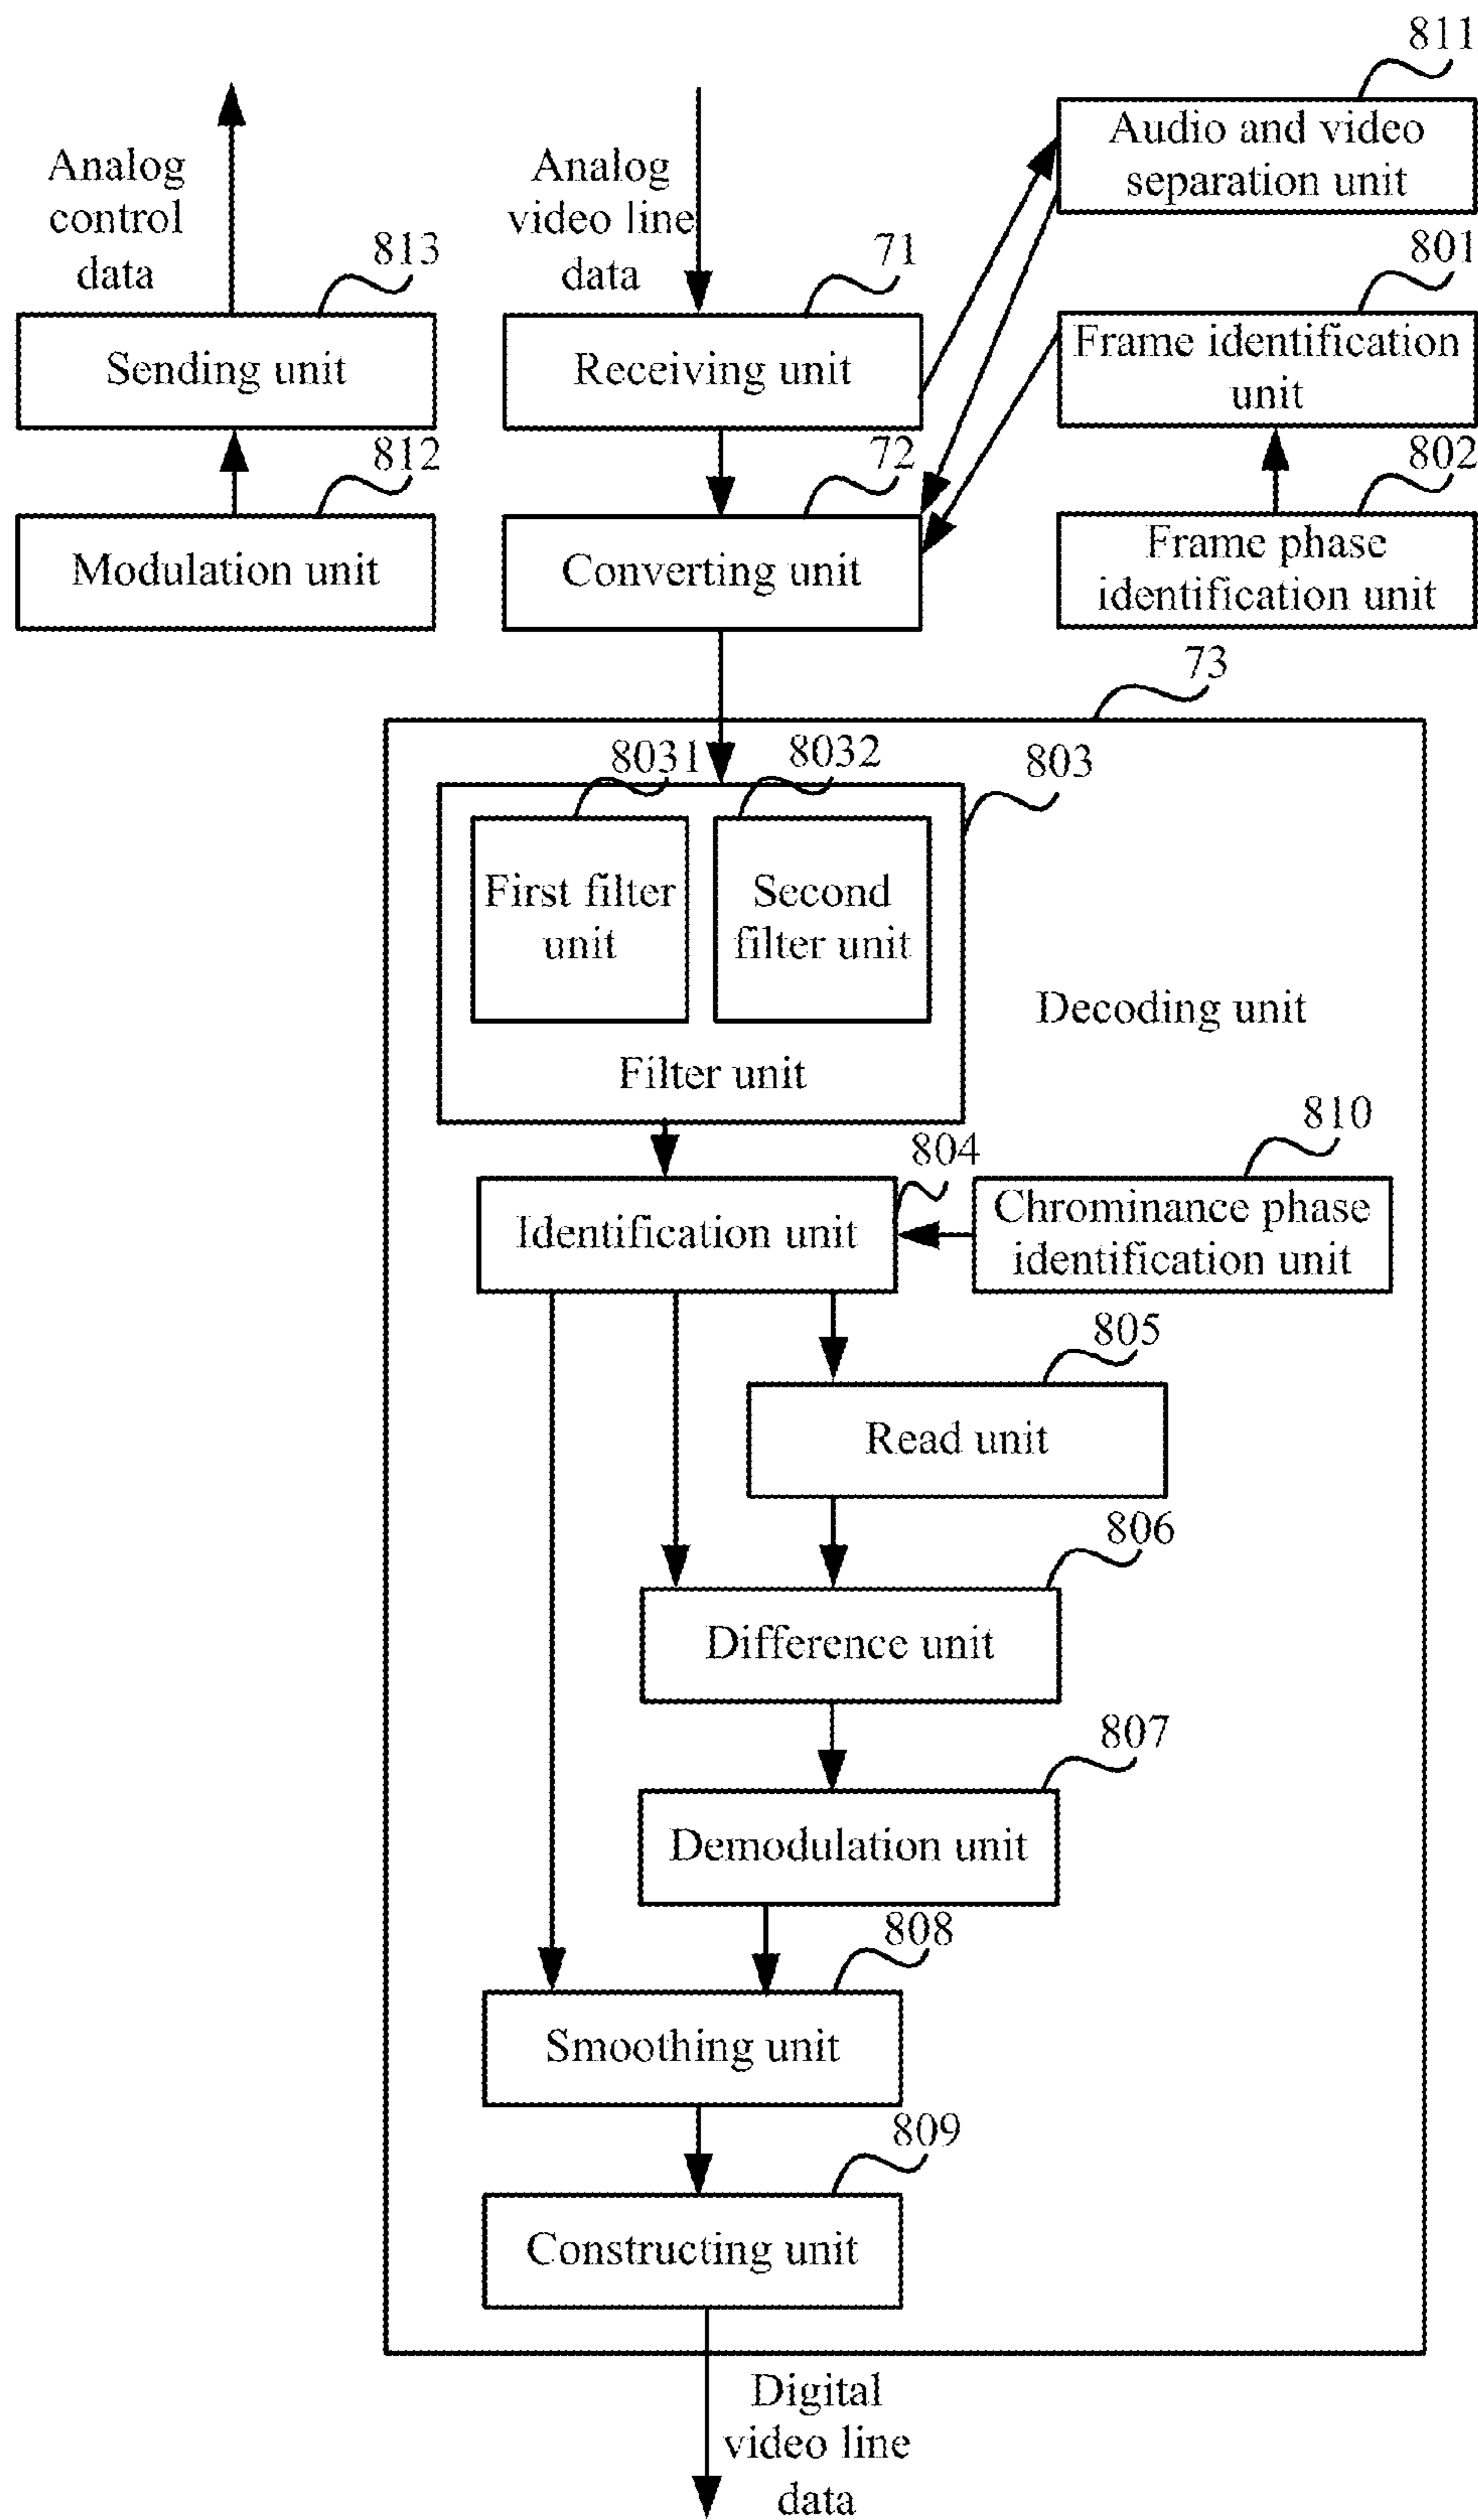 811
Audio and video
separation unit
Analog
control
data
813
Analog
video line
data
71
801
Sending unit
Receiving unit
Frame identification
unit
812
72
802
Modulation unit
Converting unit
Frame phase
identification unit
73
8031
8032
803
First filter
unit
Second
filter unit
Filter unit
Decoding unit
804
810
Identification unit
Chrominance phase
identification unit
805
Read unit
806
Difference unit
807
Demodulation unit
808
Smoothing unit
809
Constructing unit
Digital
video line
data